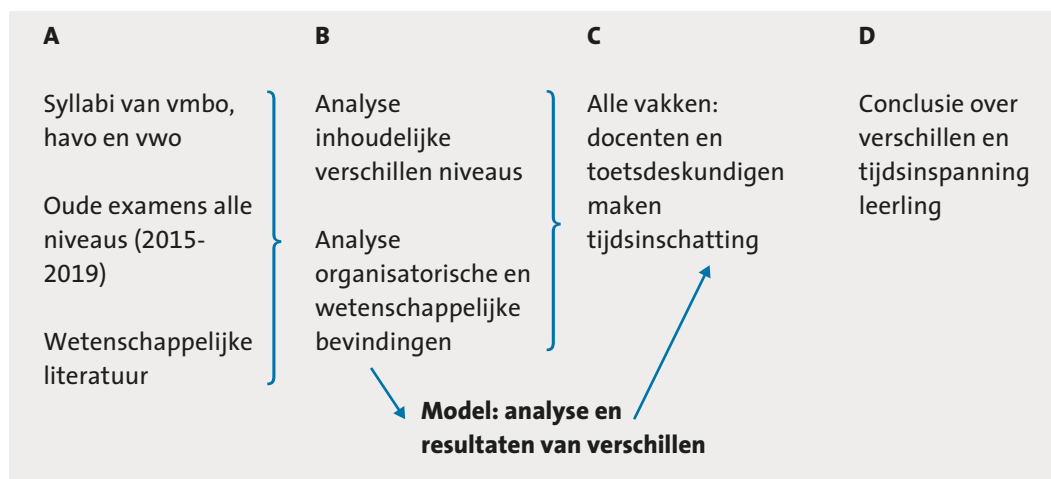 A
Syllabi van vmbo,
havo en vwo
Oude examens alle
niveaus (2015-
2019)
Wetenschappelijke
literatuur
B
Analyse
inhoudelijke
verschillen niveaus
Analyse
organisatorische en
wetenschappelijke
bevindingen
C
Alle vakken:
docenten en
toetsdeskundigen
maken
tijdsinschatting
D
Conclusie over
verschillen en
tijdsinspanning
leerling
Model: analyse en
resultaten van verschillen